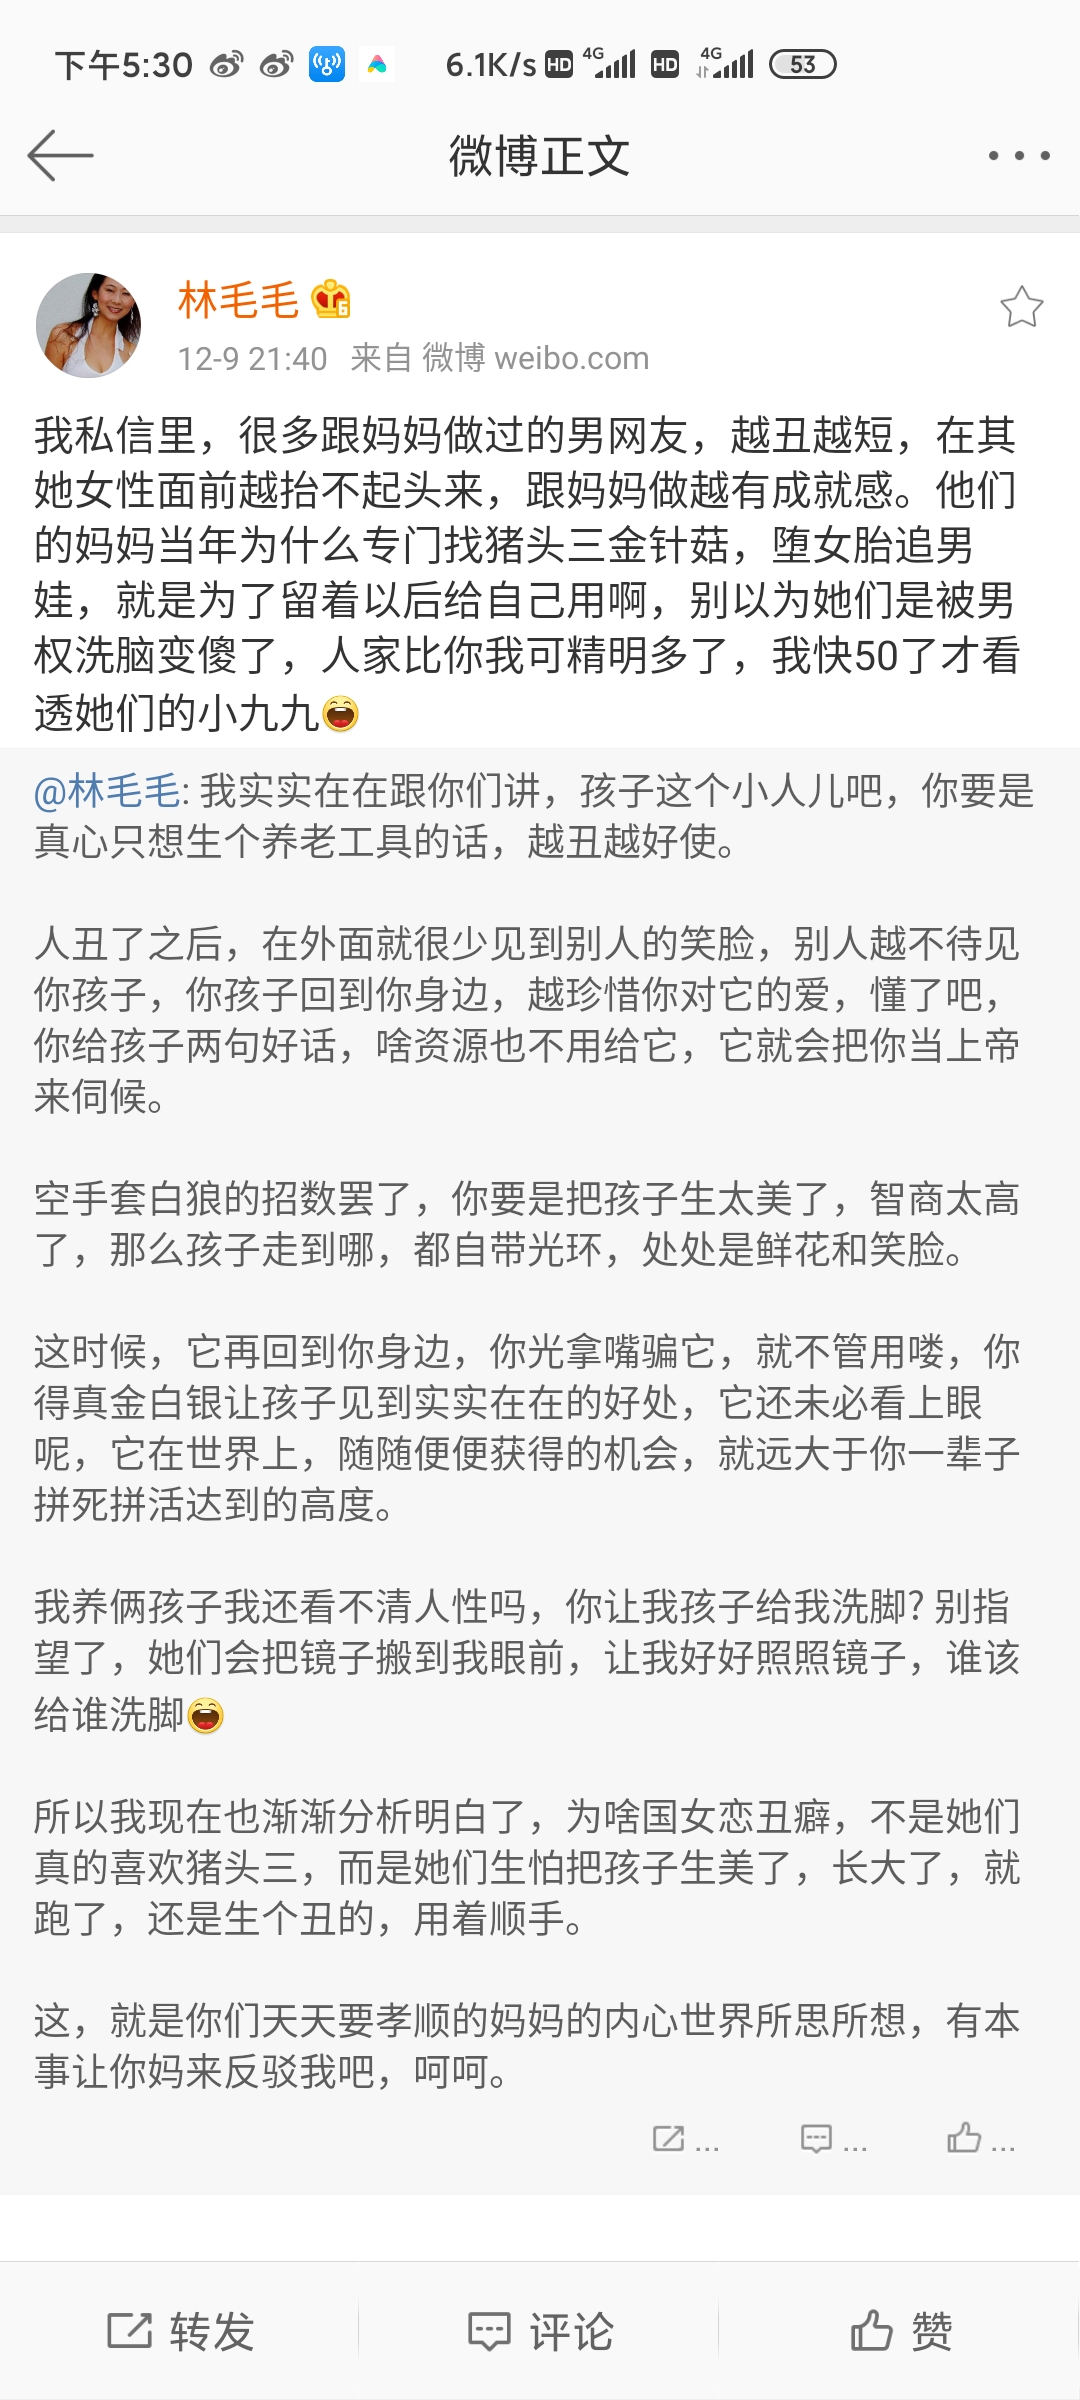 下午5:30 6.1K/s HD 4G HD 4G 53
微博正文
林毛毛 6
12-9 21:40 来自 微博 weibo.com
我私信里，很多跟妈妈做过的男网友，越丑越短，在其
她女性面前越抬不起头来，跟妈妈做越有成就感。他们
的妈妈当年为什么专门找猪头三金针菇，堕女胎追男
娃，就是为了留着以后给自己用啊，别以为她们是被男
权洗脑变傻了，人家比你我可精明多了，我快50了才看
透她们的小九九
@林毛毛: 我实实在在跟你们讲，孩子这个小人儿吧，你要是
真心只想生个养老工具的话，越丑越好使。
人丑了之后，在外面就很少见到别人的笑脸，别人越不待见
你孩子，你孩子回到你身边，越珍惜你对它的爱，懂了吧，
你给孩子两句好话，啥资源也不用给它，它就会把你当上帝
来伺候。
空手套白狼的招数罢了，你要是把孩子生太美了，智商太高
了，那么孩子走到哪，都自带光环，处处是鲜花和笑脸。
这时候，它再回到你身边，你光拿嘴骗它，就不管用喽，你
得真金白银让孩子见到实实在在的好处，它还未必看上眼
呢，它在世界上，随随便便获得的机会，就远大于你一辈子
拼死拼活达到的高度。
我养俩孩子我还看不清人性吗，你让我孩子给我洗脚? 别指
望了，她们会把镜子搬到我眼前，让我好好照照镜子，谁该
给谁洗脚
所以我现在也渐渐分析明白了，为啥国女恋丑癖，不是她们
真的喜欢猪头三，而是她们生怕把孩子生美了，长大了，就
跑了，还是生个丑的，用着顺手。
这，就是你们天天要孝顺的妈妈的内心世界所思所想，有本
事让你妈来反驳我吧，呵呵。
... ... ...
转发 评论 赞